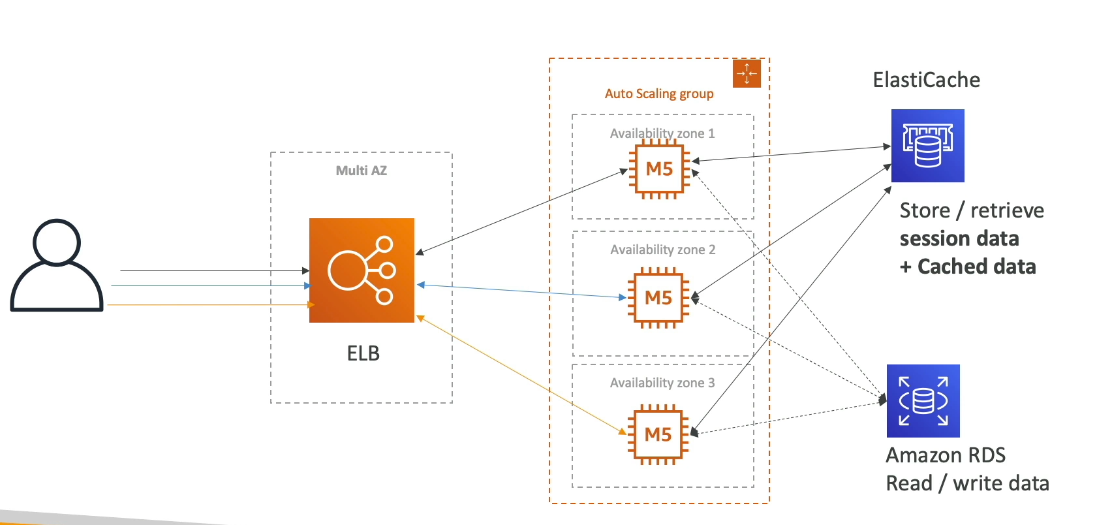 ElastiCache
Auto Scaling group
Availability zone 1
M5
Multi AZ
Store / retrieve
session data
+ Cached data
Availability zone 2
M5
ELB
Availability zone 3
M5
Amazon RDS
Read / write data